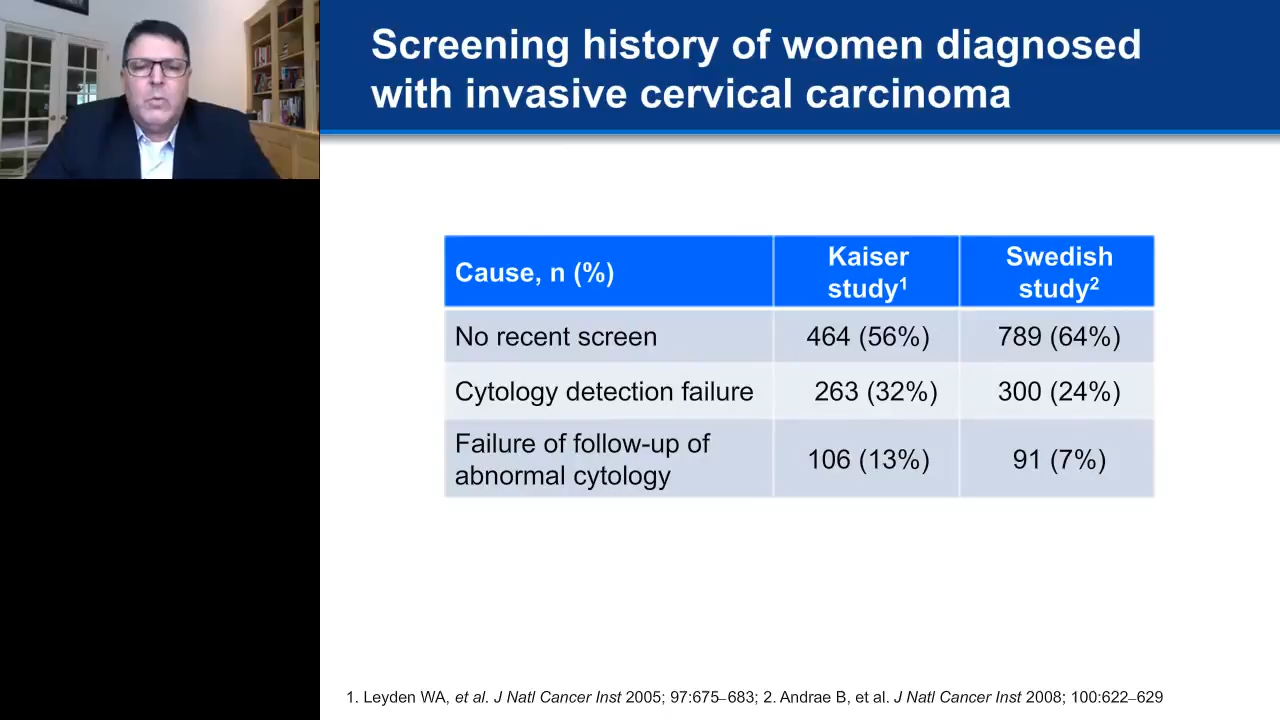 Screening history of women diagnosed
with invasive cervical carcinoma
Cause, n (%)
Kaiser
study1
Swedish
study2
No recent screen
464 (56%)
789 (64%)
Cytology detection failure
263 (32%)
300 (24%)
Failure of follow-up of
abnormal cytology
106 (13%)
91 (7%)
1. Leyden WA, et al. J Natl Cancer Inst 2005; 97:675–683; 2. Andrae B, et al. J Natl Cancer Inst 2008; 100:622–629